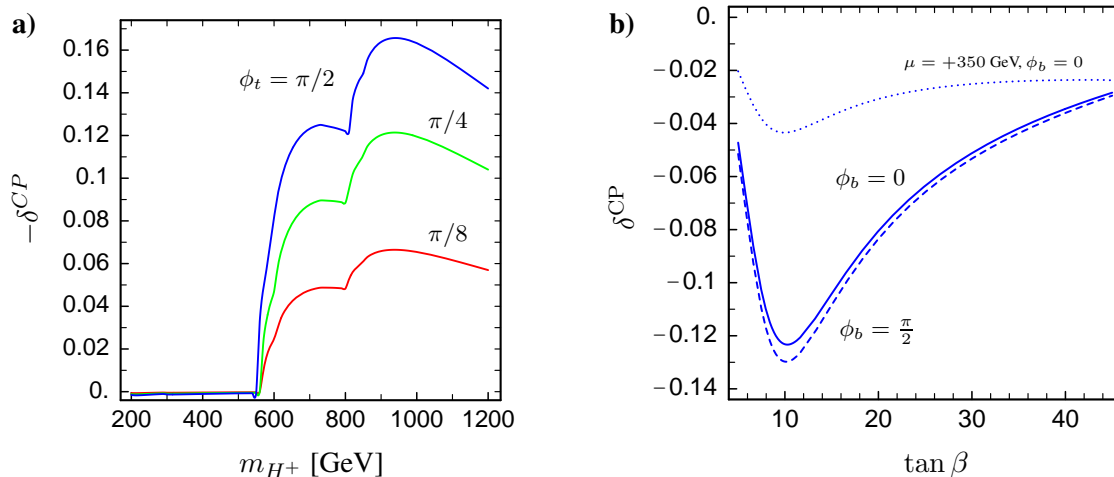 a)
0.16
0.14
0.12
0.1
0.08
0.06
0.04
0.02
0.
−δ^{CP}
ϕ_t = π/2
π/4
π/8
200 400 600 800 1000 1200
m_{H^+} [GeV]
b)
0.
−0.02
−0.04
−0.06
−0.08
−0.1
−0.12
−0.14
δ^{CP}
μ = +350 GeV, ϕ_b = 0
ϕ_b = 0
ϕ_b = π/2
10 20 30 40
tan β